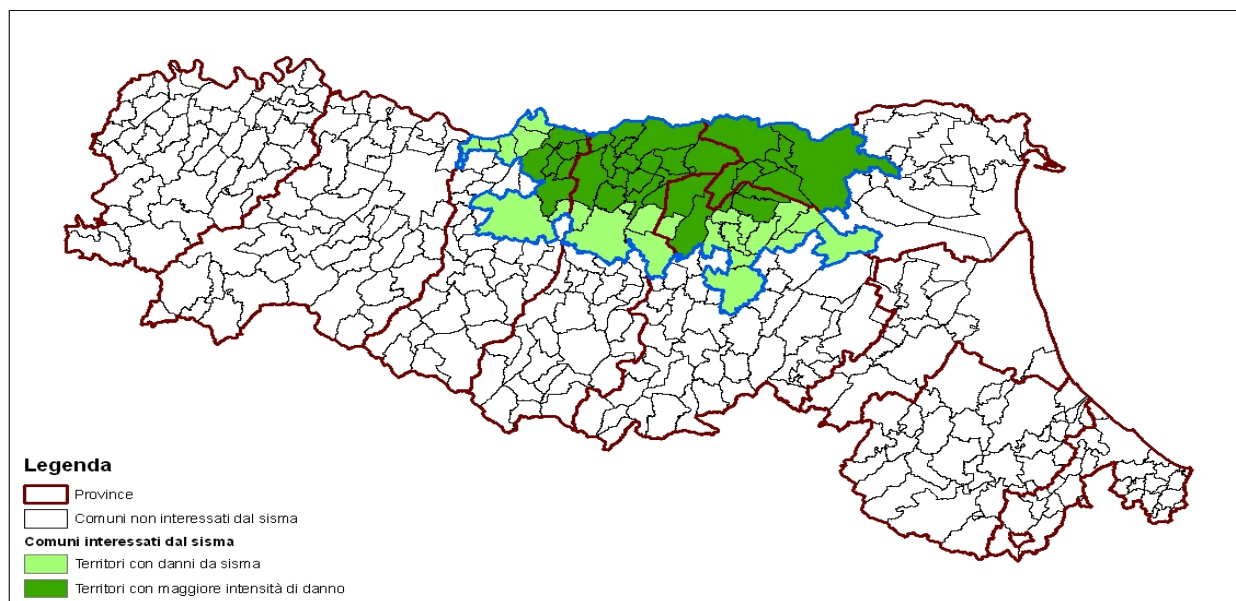 Legenda
Province
Comuni non interessati dal sisma
Comuni interessati dal sisma
Territori con danni da sisma
Territori con maggiore intensità di danno